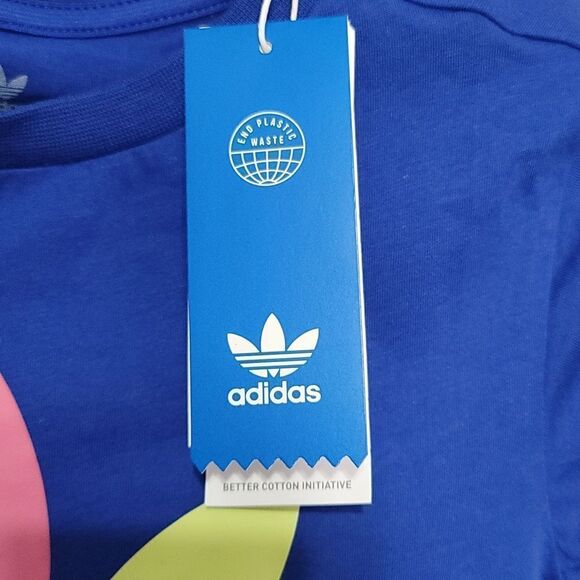 END PLASTIC
WASTE
adidas
BETTER COTTON INITIATIVE